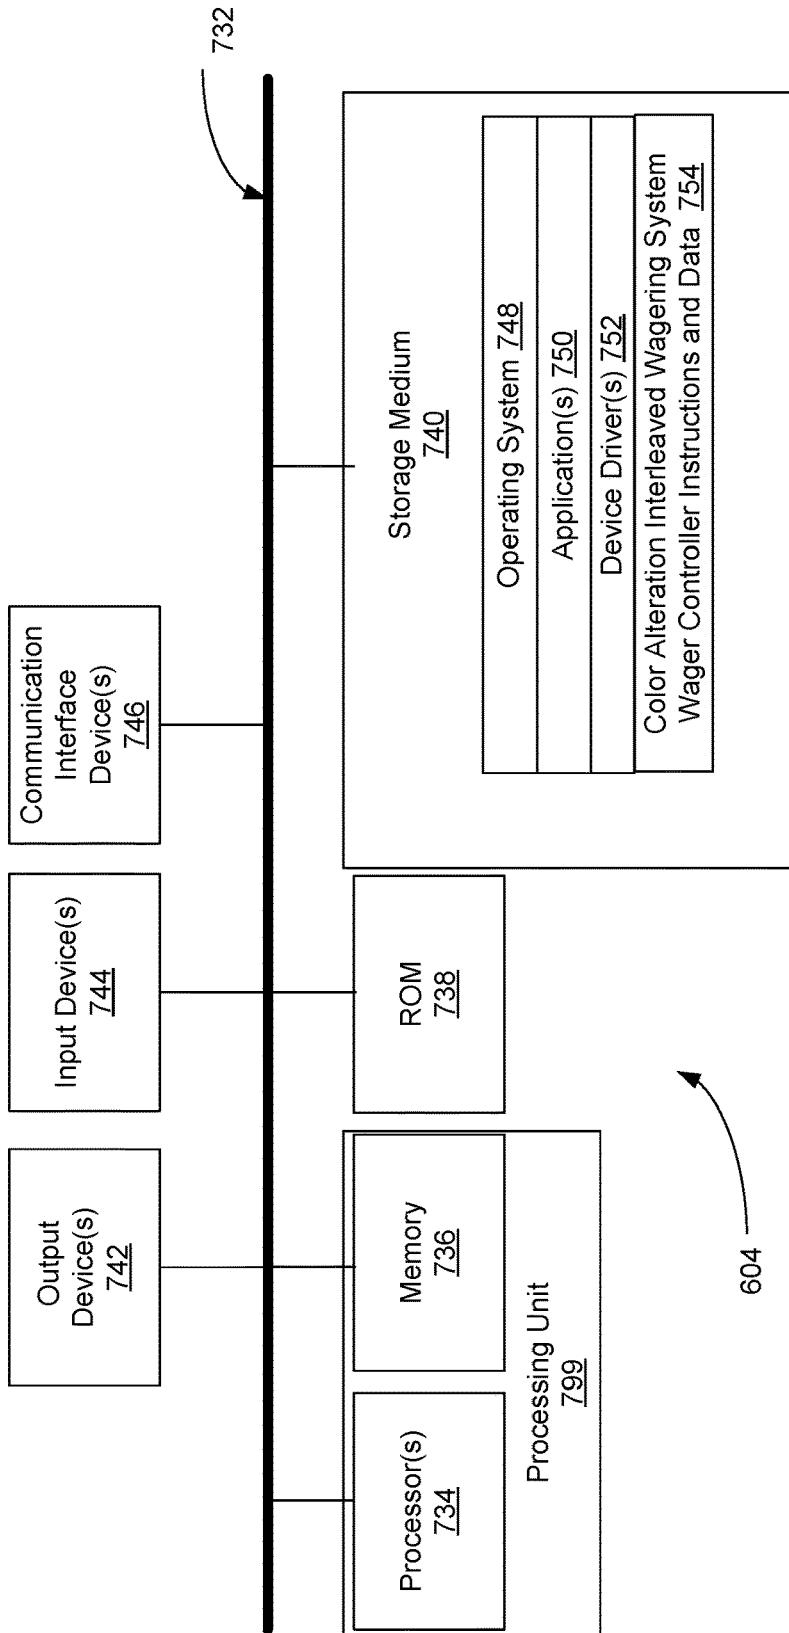 732
Output
Device(s)
742
Input Device(s)
744
Communication
Interface
Device(s)
746
Processor(s)
734
Memory
736
Processing Unit
799
ROM
738
Storage Medium
740
Operating System 748
Application(s) 750
Device Driver(s) 752
Color Alteration Interleaved Wagering System
Wager Controller Instructions and Data 754
604